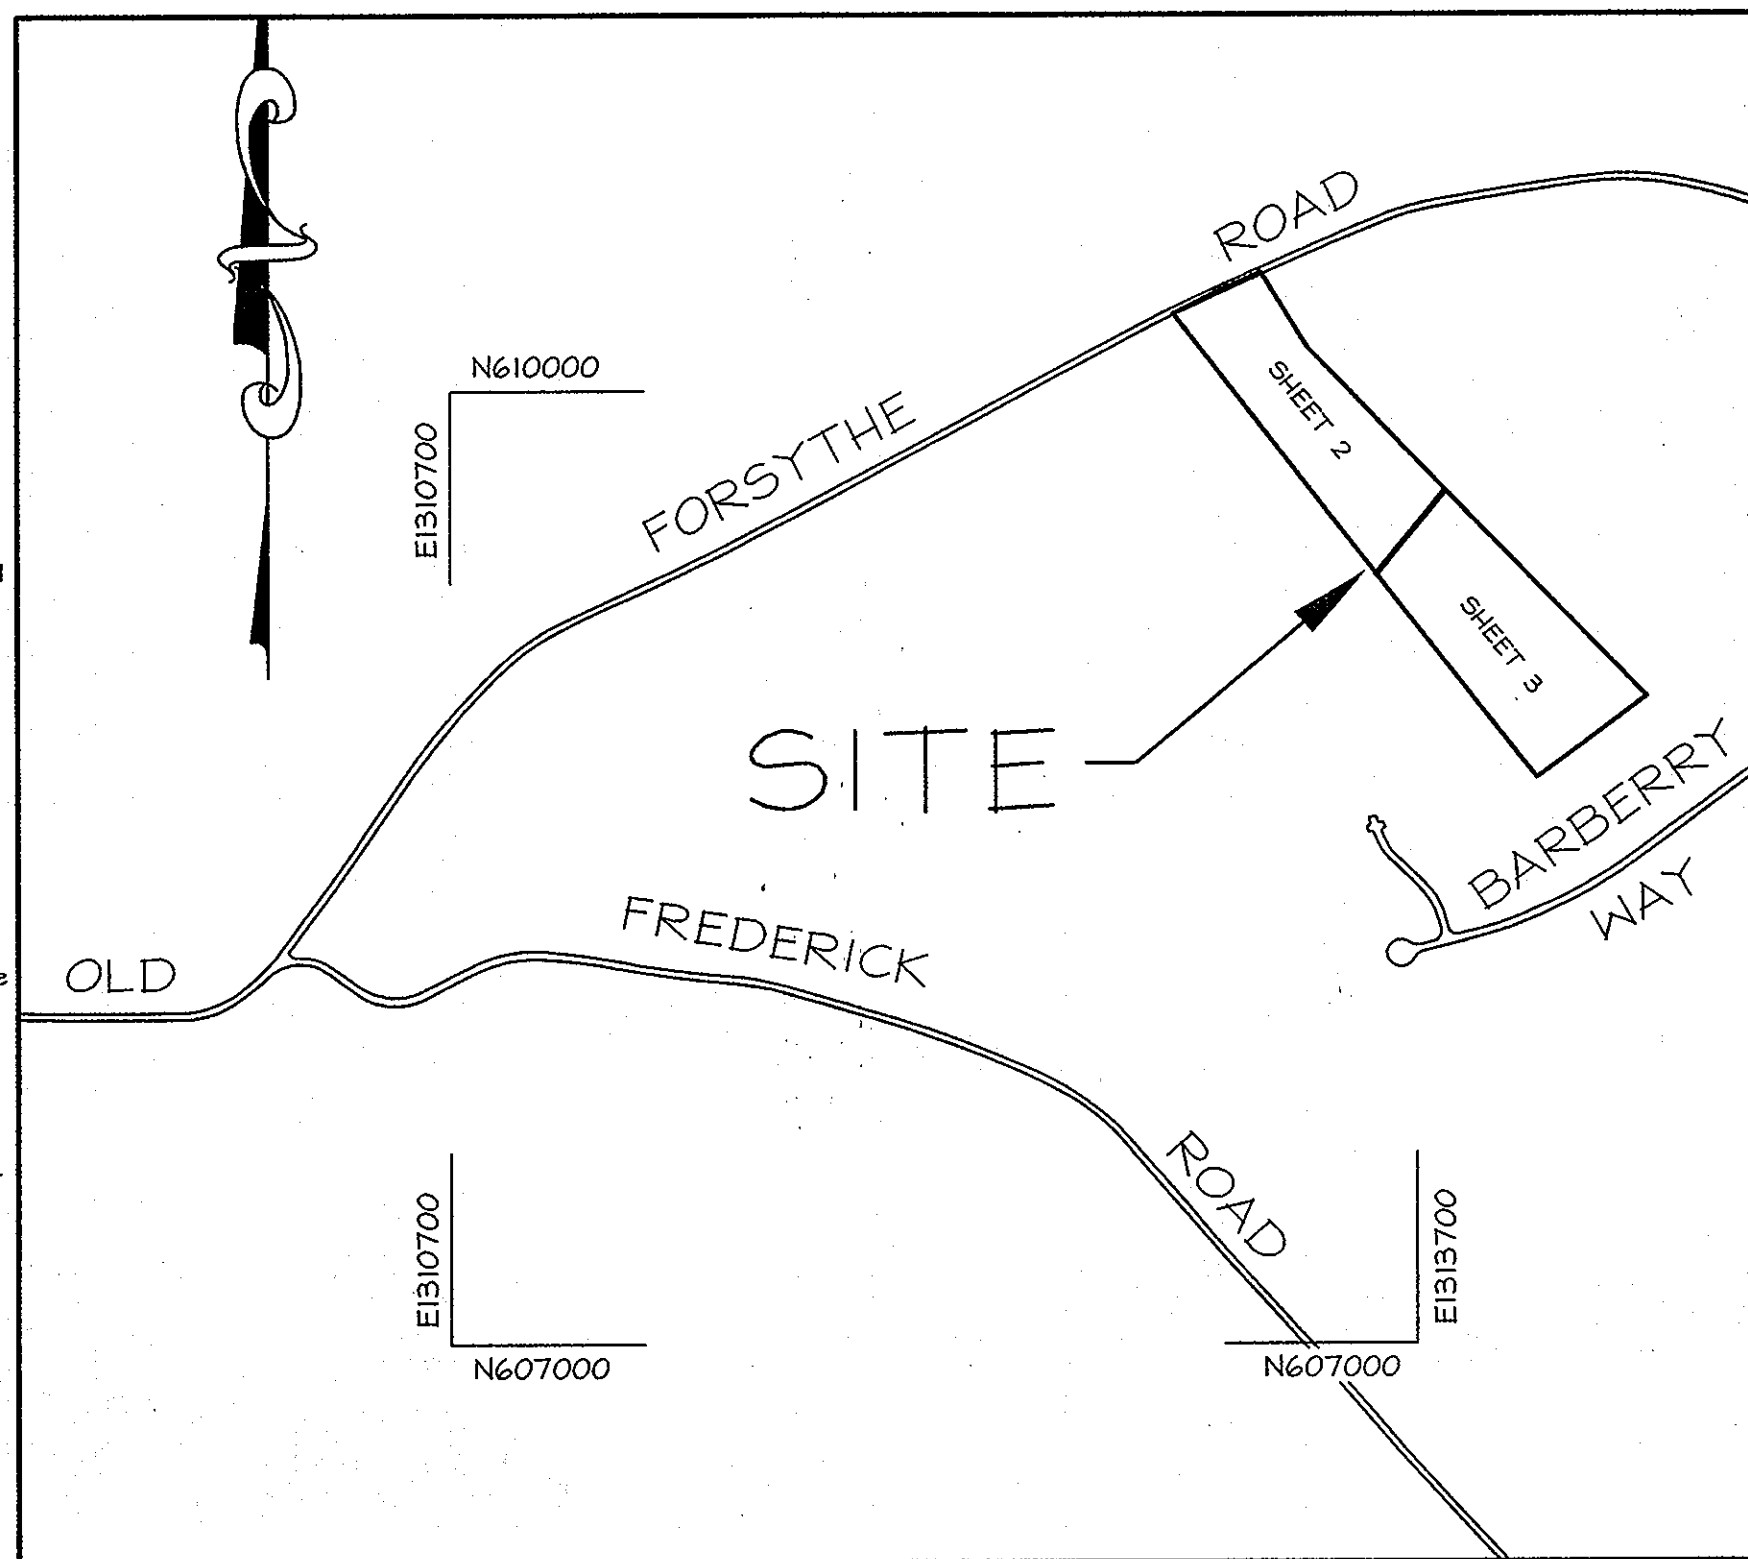 ROAD
N610000
E1310700
FORSYTHE
SHEET 2
SHEET 3
SITE
BARBERRY
WAY
FREDERICK
OLD
ROAD
E1310700
N607000
E1313700
N607000